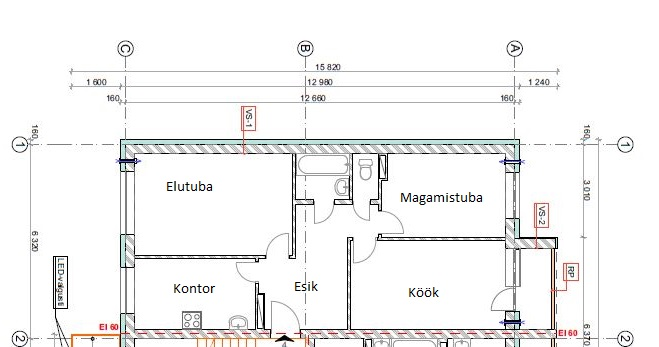 C
B
A
15 820
1 600
12 980
1 240
160
12 660
160
VS-1
160
160
1
1
Elutuba
Magamistuba
3 010
VS-2
6 320
LED-valgusti
Kontor
Esik
Köök
RP
EI 60
EI 60
2
2
6 370